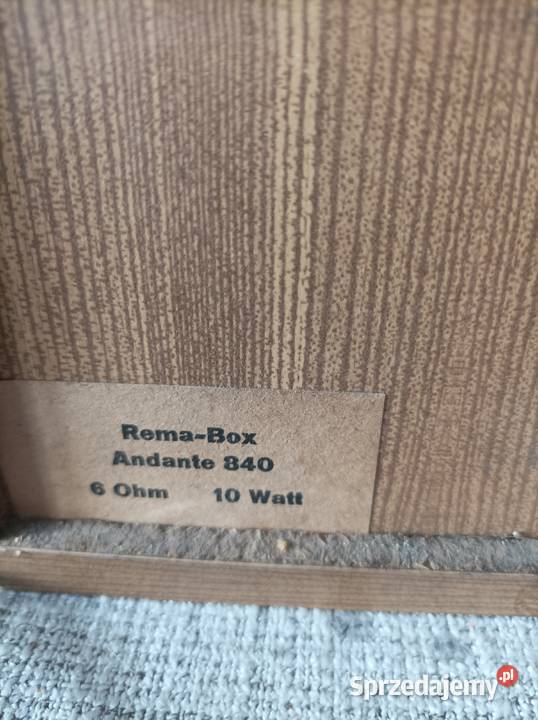 Rema-Box
Andante 840
6 Ohm 10 Watt
Sprzedajemy.pl